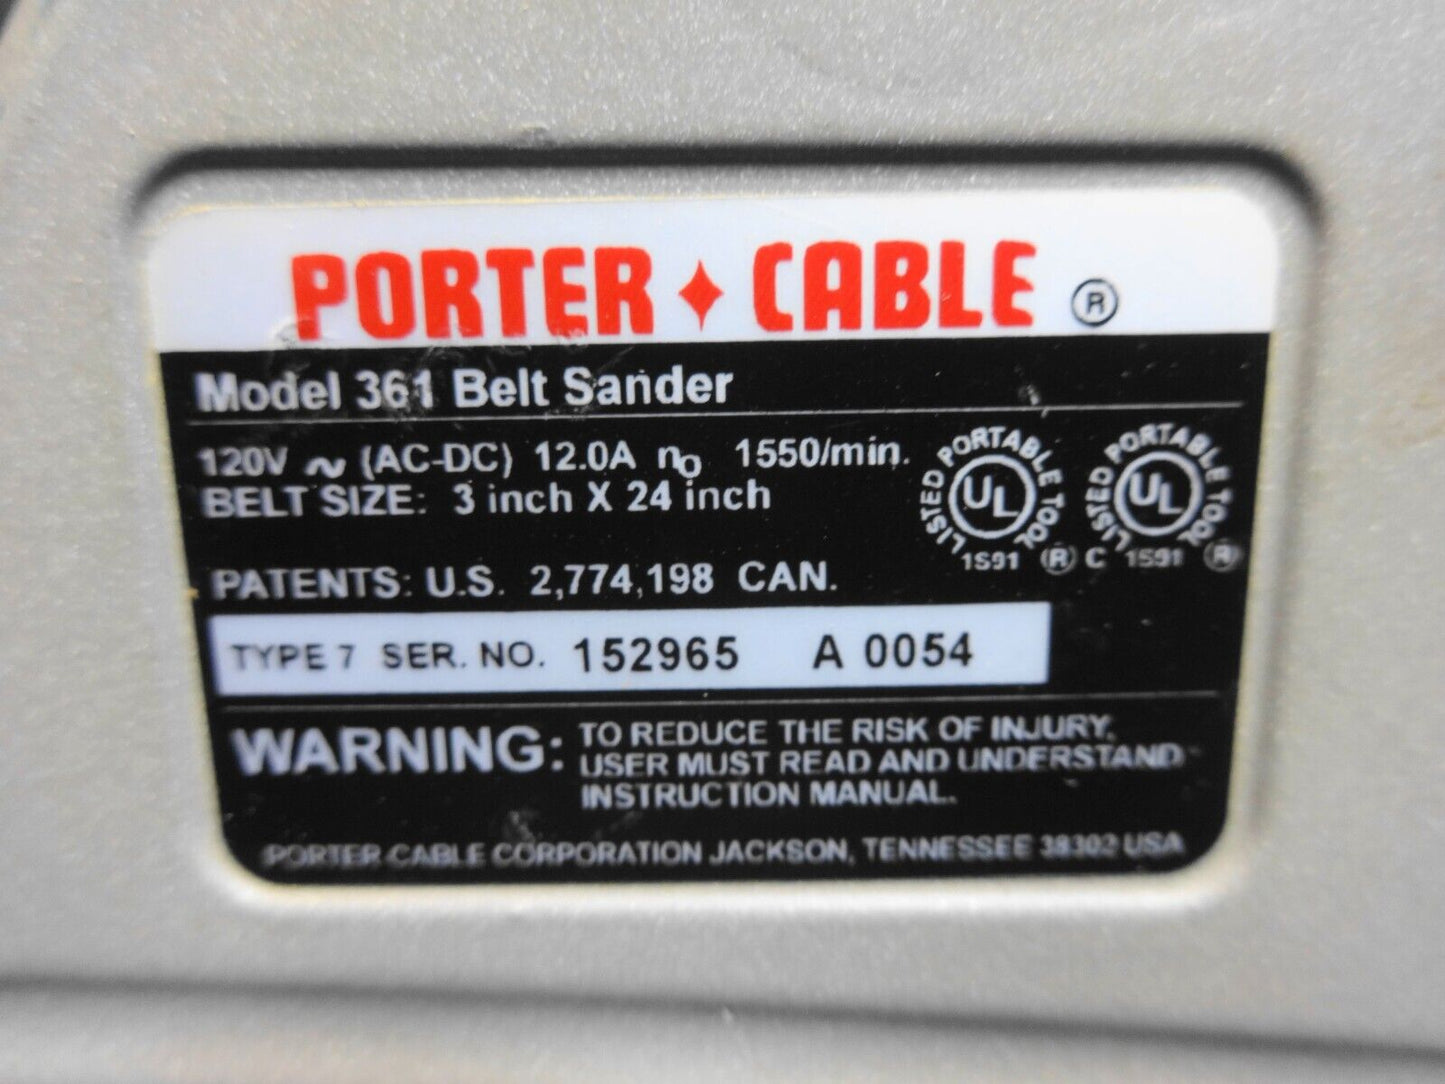 PORTER ✦ CABLE ®
Model 361 Belt Sander
120V ~ (AC-DC) 12.0A n0 1550/min.
BELT SIZE: 3 inch X 24 inch
LISTED PORTABLE TOOL UL 1S91 ®
C LISTED PORTABLE TOOL UL 1S91 ®
PATENTS: U.S. 2,774,198 CAN.
TYPE 7 SER. NO. 152965 A 0054
WARNING: TO REDUCE THE RISK OF INJURY,
USER MUST READ AND UNDERSTAND
INSTRUCTION MANUAL.
PORTER-CABLE CORPORATION JACKSON, TENNESSEE 38302 USA